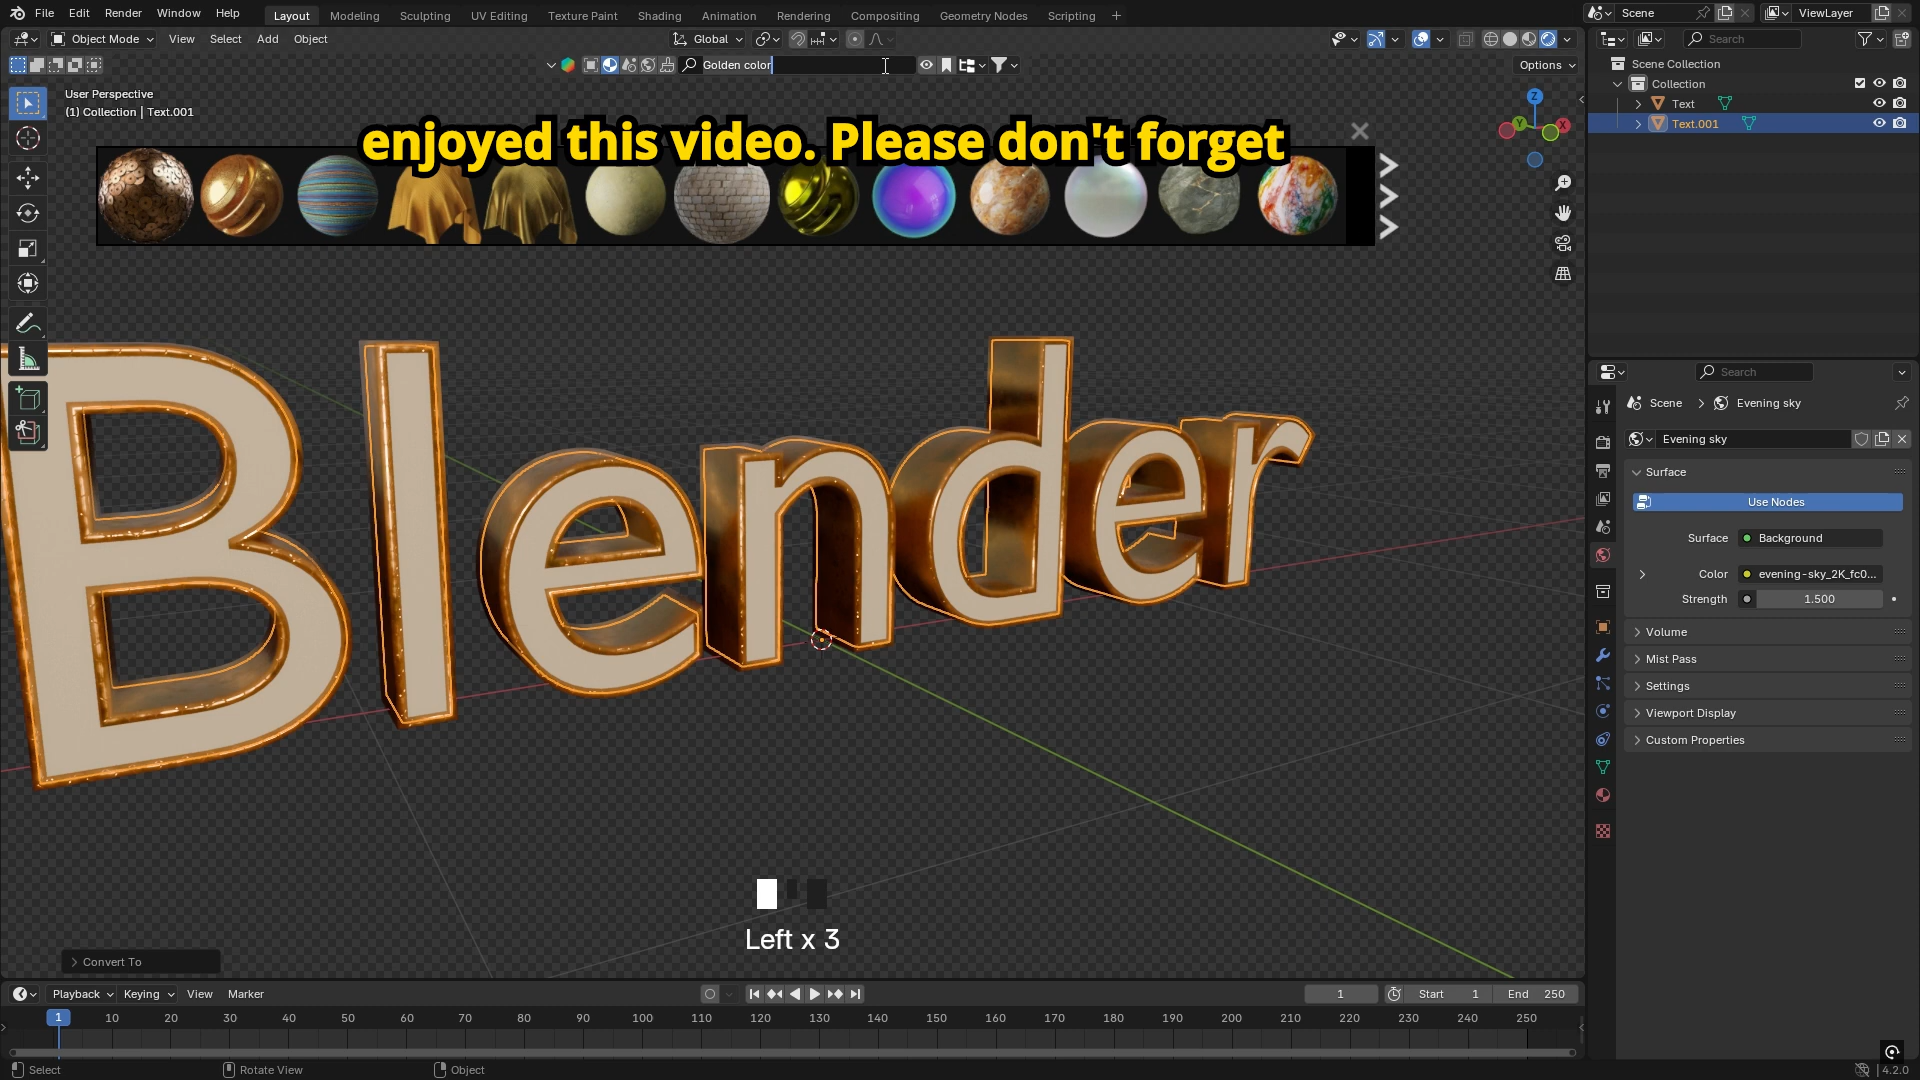 File Edit Render Window Help Layout Modeling Sculpting UV Editing Texture Paint Shading Animation Rendering Compositing Geometry Nodes Scripting + Scene ViewLayer
Object Mode View Select Add Object Global Search
Golden color Options
User Perspective
(1) Collection | Text.001
Scene Collection
Collection
Text
Text.001
enjoyed this video. Please don't forget
Z
Y
X
Blender
Search
Scene > Evening sky
Evening sky
Surface
Use Nodes
Surface Background
Color evening-sky_2K_fc0...
Strength 1.500
Volume
Mist Pass
Settings
Viewport Display
Custom Properties
Left x 3
Convert To
Playback Keying View Marker 1 Start 1 End 250
1 10 20 30 40 50 60 70 80 90 100 110 120 130 140 150 160 170 180 190 200 210 220 230 240 250
Select Rotate View Object 4.2.0